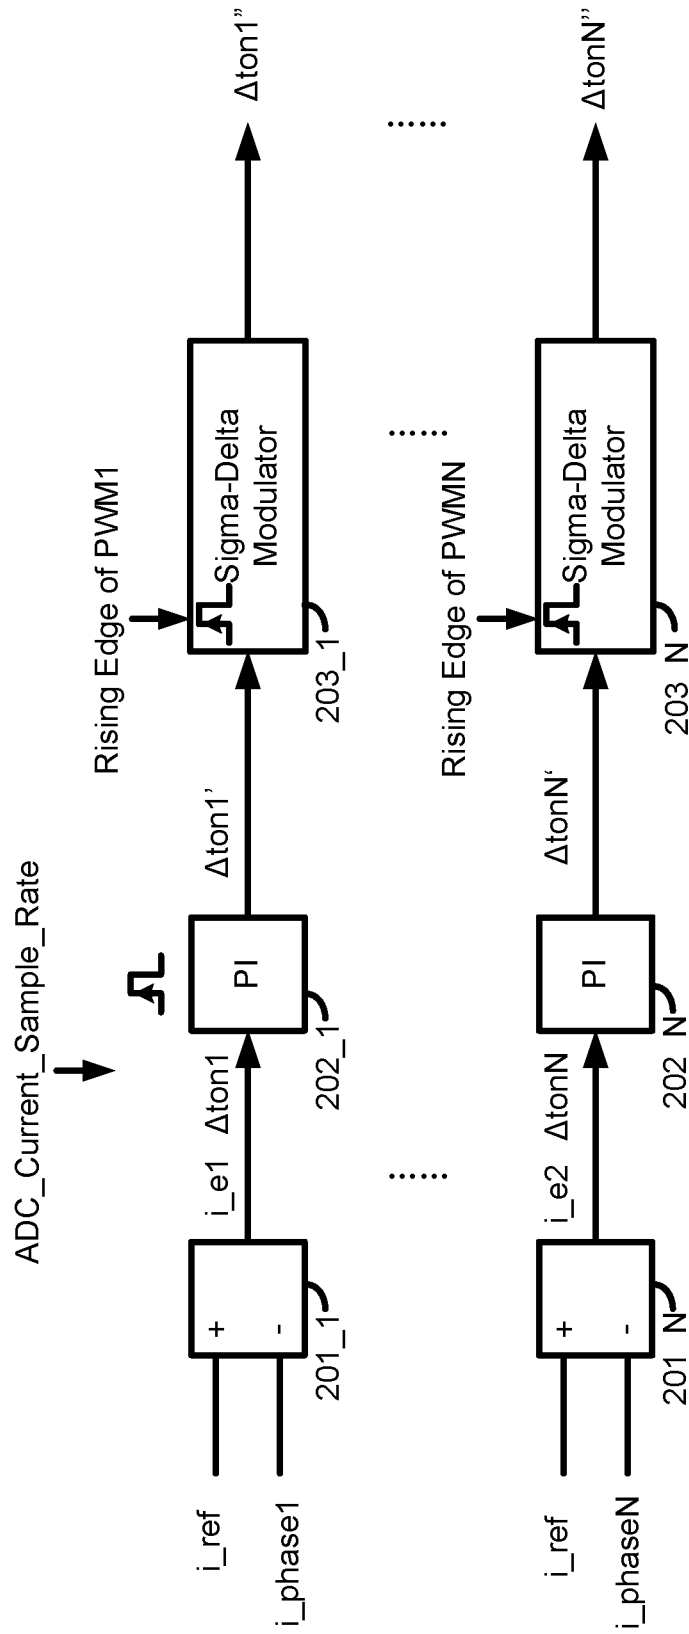 ADC_Current_Sample_Rate
Rising Edge of PWM1
i_ref
i_phase1
+
-
201_1
i_e1 Δton1
PI
202_1
Δton1’
Sigma-Delta
Modulator
203_1
Δton1”
......
......
......
Rising Edge of PWMN
i_ref
i_phaseN
+
-
201_N
i_e2 ΔtonN
PI
202_N
ΔtonN‘
Sigma-Delta
Modulator
203_N
ΔtonN”